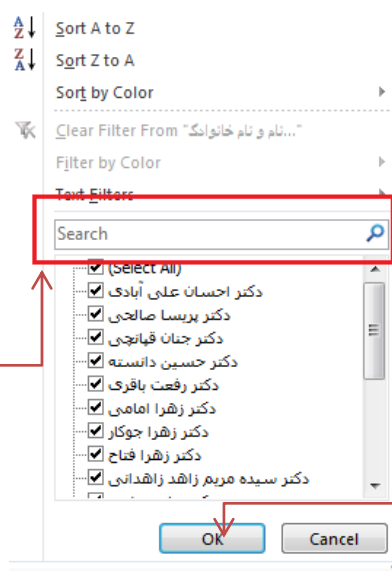 Sort A to Z
Sort Z to A
Sort by Color
Clear Filter From "نام و نام خانوادگ..."
Filter by Color
Text Filters
Search
(Select All)
دکتر احسان علی آبادی
دکتر پریسا صالحی
دکتر جنان قپانچی
دکتر حسین دانسته
دکتر رفعت باقری
دکتر زهرا امامی
دکتر زهرا جوکار
دکتر زهرا فتاح
دکتر سیده مریم زاهد زاهدانی
OK
Cancel